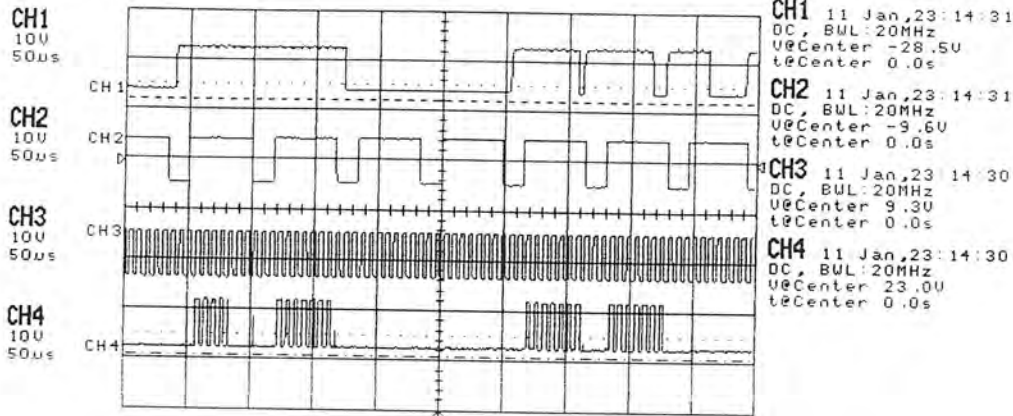 CH1
10V
50us
CH2
10V
50us
CH3
10V
50us
CH4
10V
50us
CH1
CH2
CH3
CH4
CH1 11 Jan,23:14:31
DC, BWL:20MHz
V@Center -28.5V
t@Center 0.0s
CH2 11 Jan,23:14:31
DC, BWL:20MHz
V@Center -9.6V
t@Center 0.0s
CH3 11 Jan,23:14:30
DC, BWL:20MHz
V@Center 9.3V
t@Center 0.0s
CH4 11 Jan,23:14:30
DC, BWL:20MHz
V@Center 23.0V
t@Center 0.0s